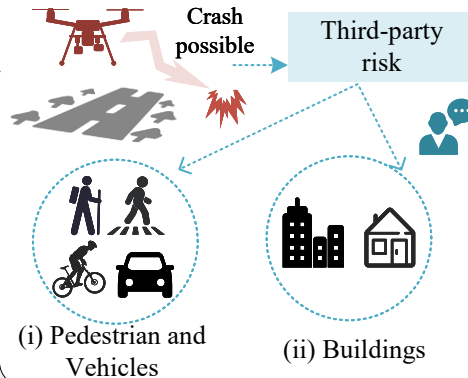 Crash
possible
Third-party
risk
(i) Pedestrian and
Vehicles
(ii) Buildings